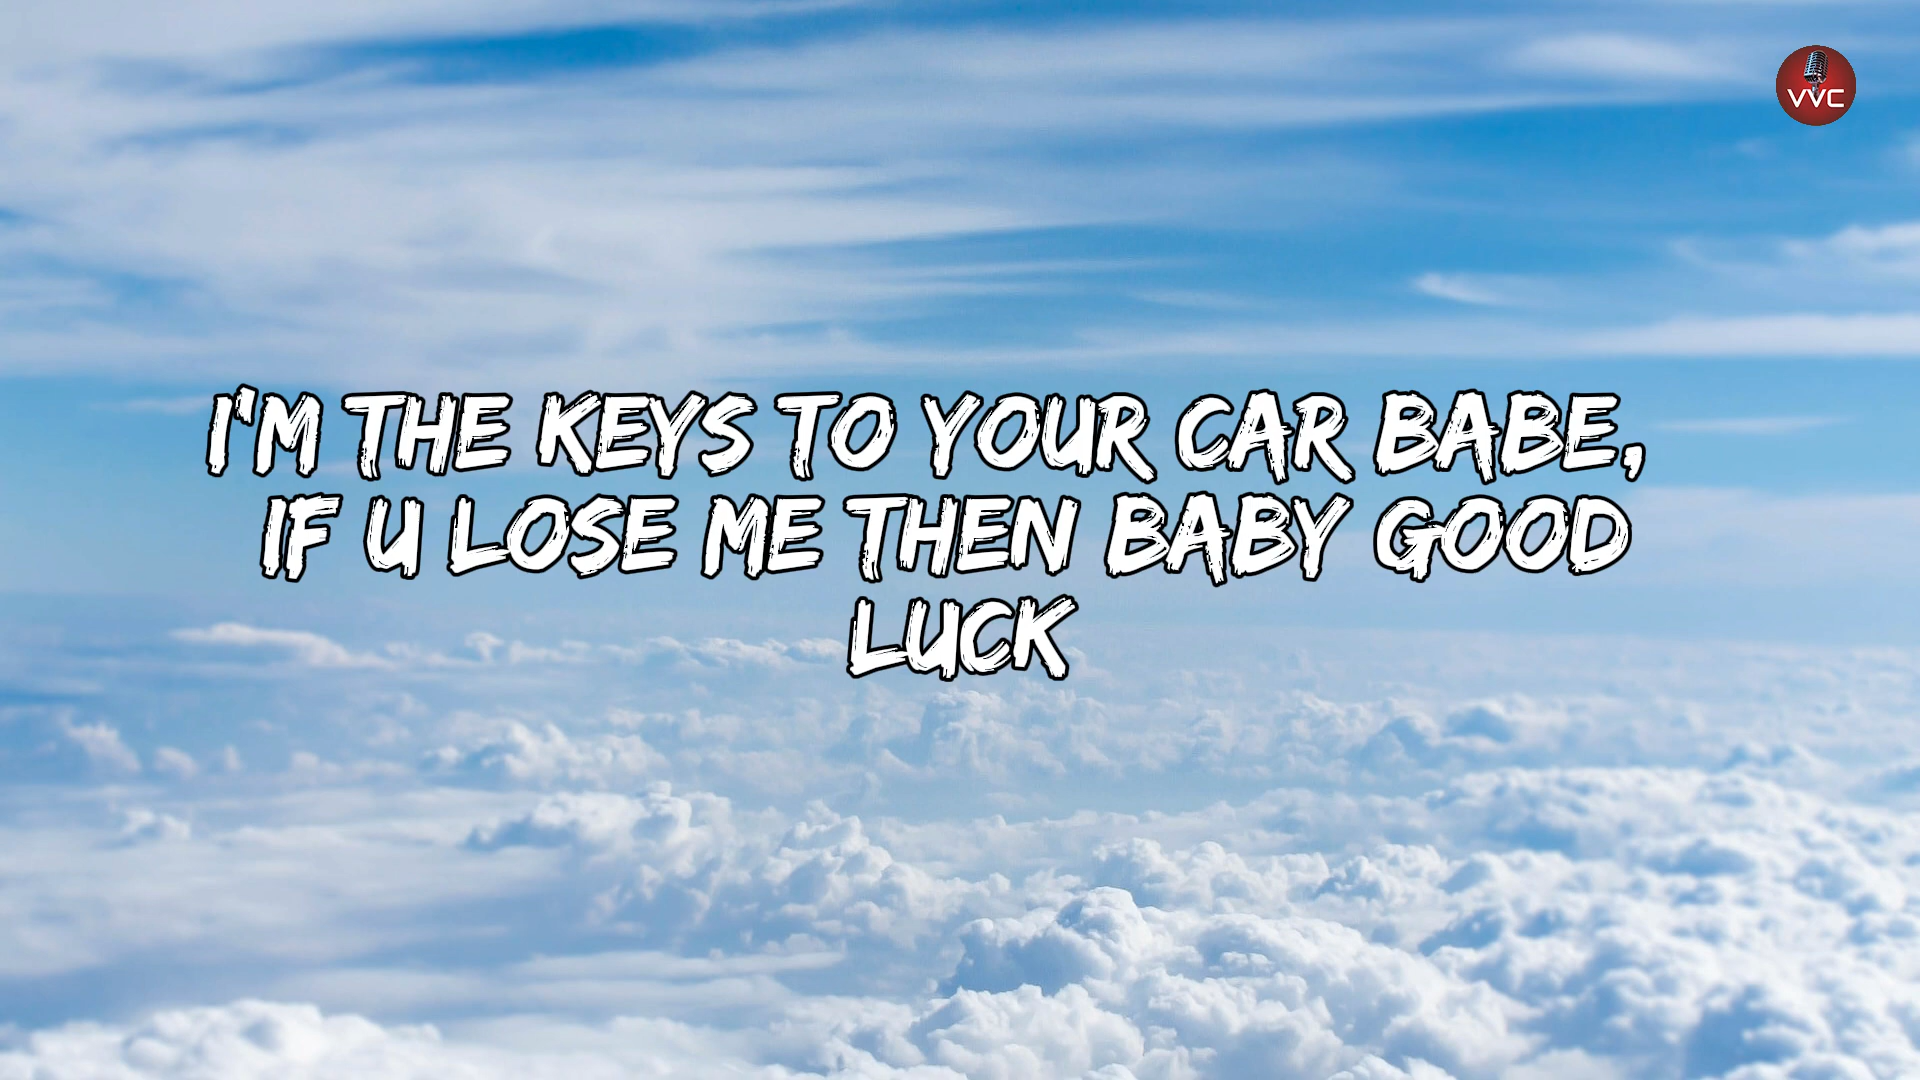 VVC
I'M THE KEYS TO YOUR CAR BABE,
IF U LOSE ME THEN BABY GOOD
LUCK